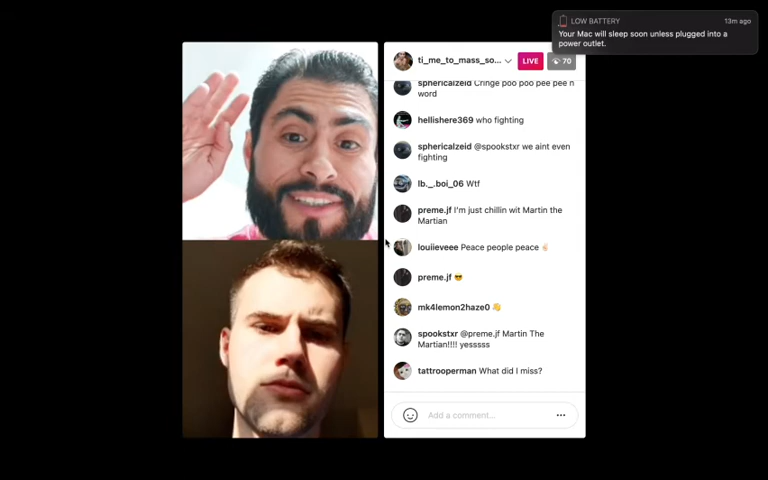 LOW BATTERY
13m ago
Your Mac will sleep soon unless plugged into a
power outlet.
ti_me_to_mass_so...
LIVE
70
sphericalzeid Cringe poo poo pee pee n
word
hellishere369 who fighting
sphericalzeid @spookstxr we aint even
fighting
lb._.boi_06 Wtf
preme.jf I'm just chillin wit Martin the
Martian
louiieveee Peace people peace ✌🏻
preme.jf 😎
mk4lemon2haze0 👋
spookstxr @preme.jf Martin The
Martian!!!! yesssss
tattrooperman What did I miss?
Add a comment...